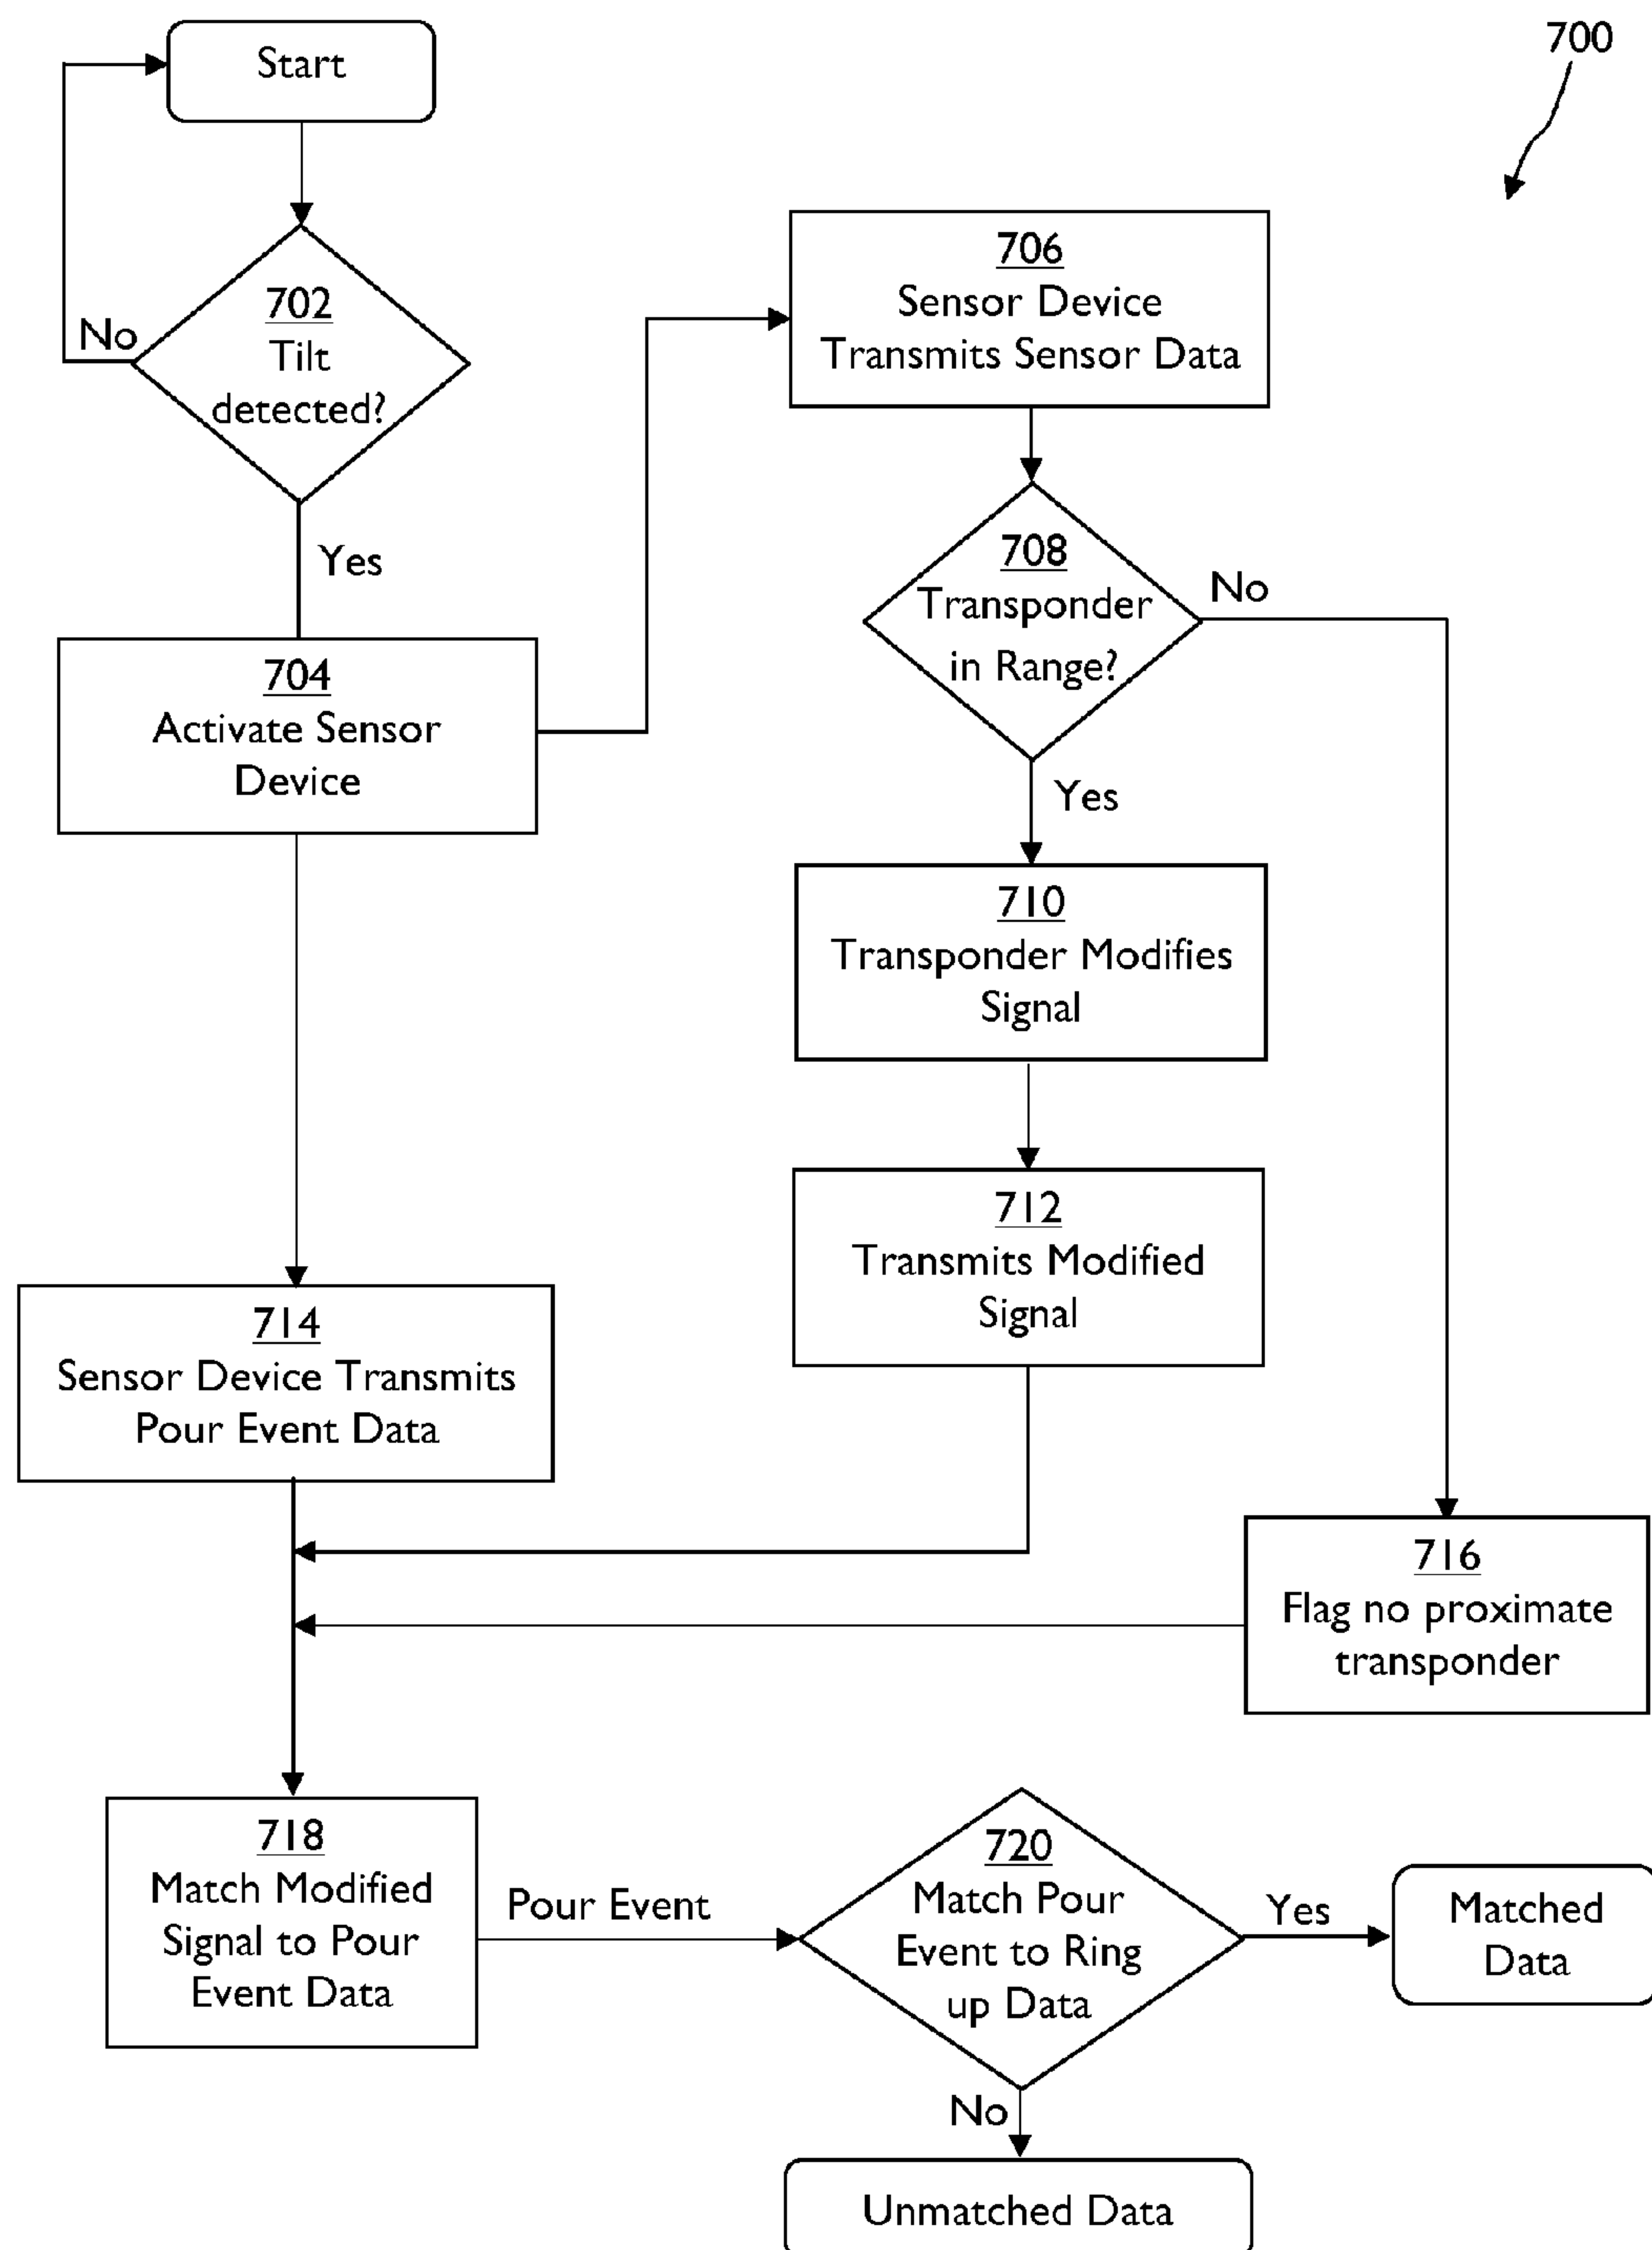 700
Start
702
Tilt
detected?
No
Yes
704
Activate Sensor
Device
706
Sensor Device
Transmits Sensor Data
708
Transponder
in Range?
No
Yes
710
Transponder Modifies
Signal
712
Transmits Modified
Signal
714
Sensor Device Transmits
Pour Event Data
716
Flag no proximate
transponder
718
Match Modified
Signal to Pour
Event Data
Pour Event
720
Match Pour
Event to Ring
up Data
Yes
Matched
Data
No
Unmatched Data